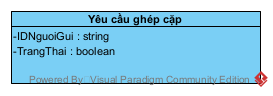 Yêu cầu ghép cặp
-IDNguoiGui : string
-TrangThai : boolean
Powered By  Visual Paradigm Community Edition